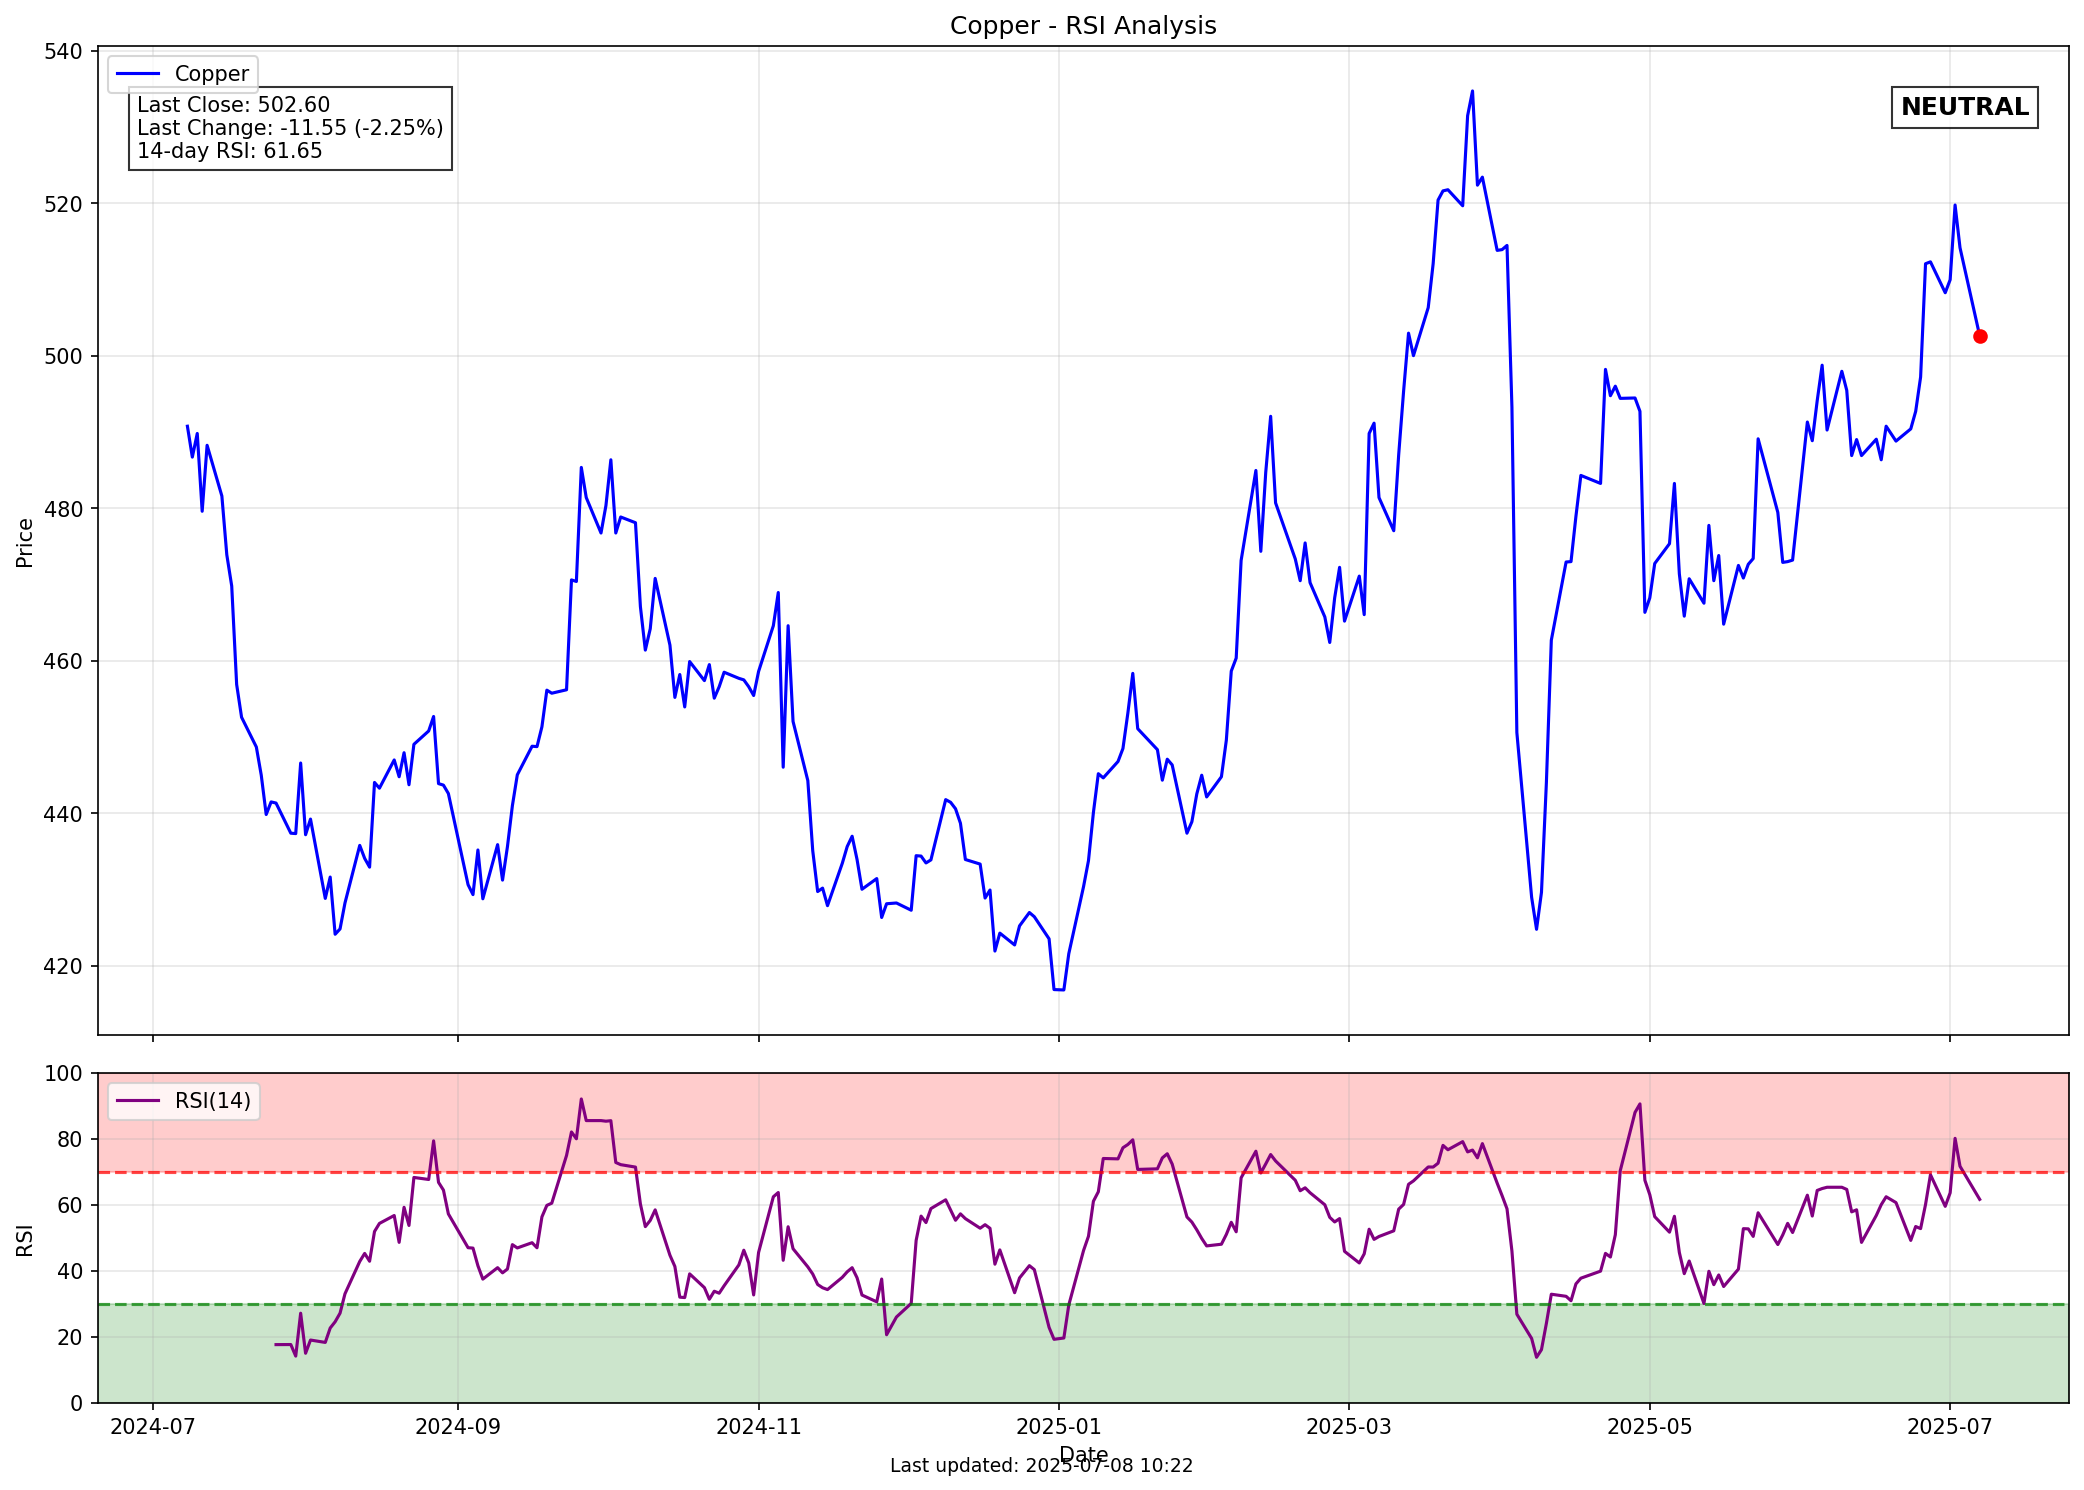 Copper - RSI Analysis
540
520
500
480
460
440
420
Price
Copper
Last Close: 502.60
Last Change: -11.55 (-2.25%)
14-day RSI: 61.65
NEUTRAL
100
80
60
40
20
0
RSI
RSI(14)
2024-07
2024-09
2024-11
2025-01
2025-03
2025-05
2025-07
Date
Last updated: 2025-07-08 10:22